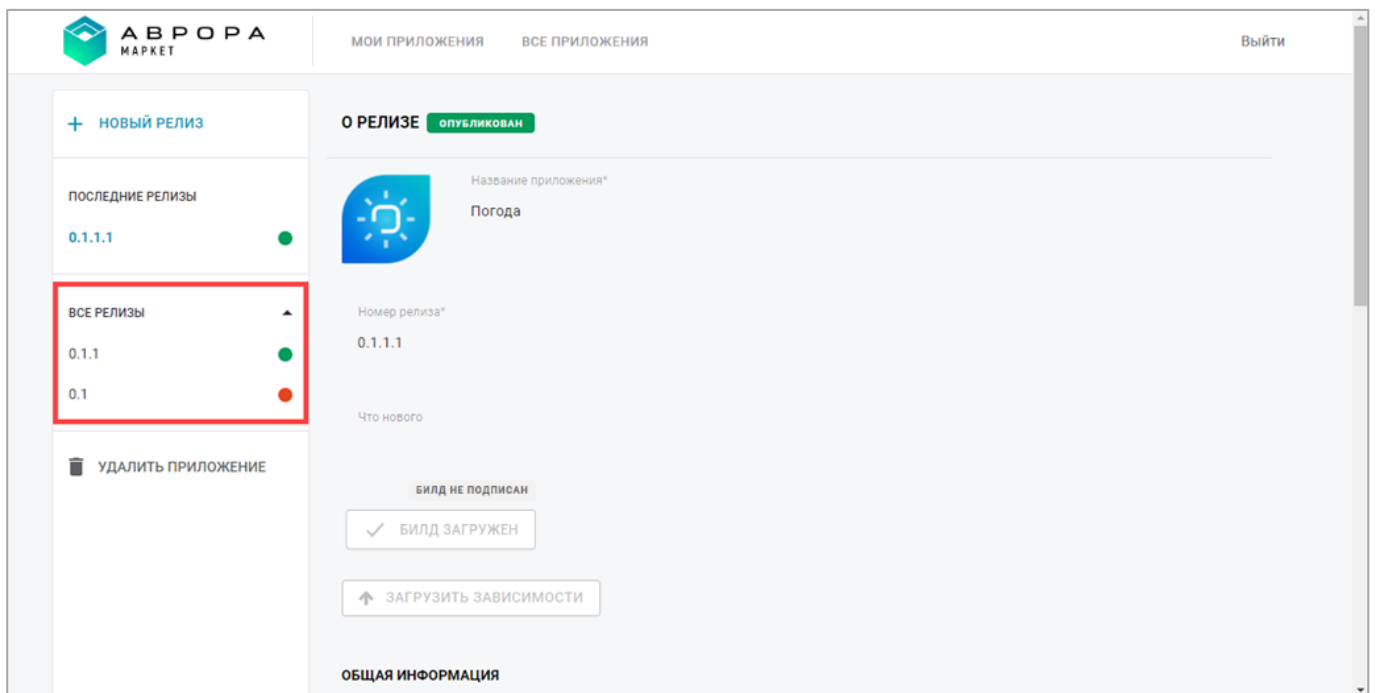 АВРОРА
МАРКЕТ
МОИ ПРИЛОЖЕНИЯ
ВСЕ ПРИЛОЖЕНИЯ
Выйти
+ НОВЫЙ РЕЛИЗ
ПОСЛЕДНИЕ РЕЛИЗЫ
0.1.1.1
ВСЕ РЕЛИЗЫ
0.1.1
0.1
УДАЛИТЬ ПРИЛОЖЕНИЕ
О РЕЛИЗЕ ОПУБЛИКОВАН
Название приложения*
Погода
Номер релиза*
0.1.1.1
Что нового
БИЛД НЕ ПОДПИСАН
БИЛД ЗАГРУЖЕН
ЗАГРУЗИТЬ ЗАВИСИМОСТИ
ОБЩАЯ ИНФОРМАЦИЯ